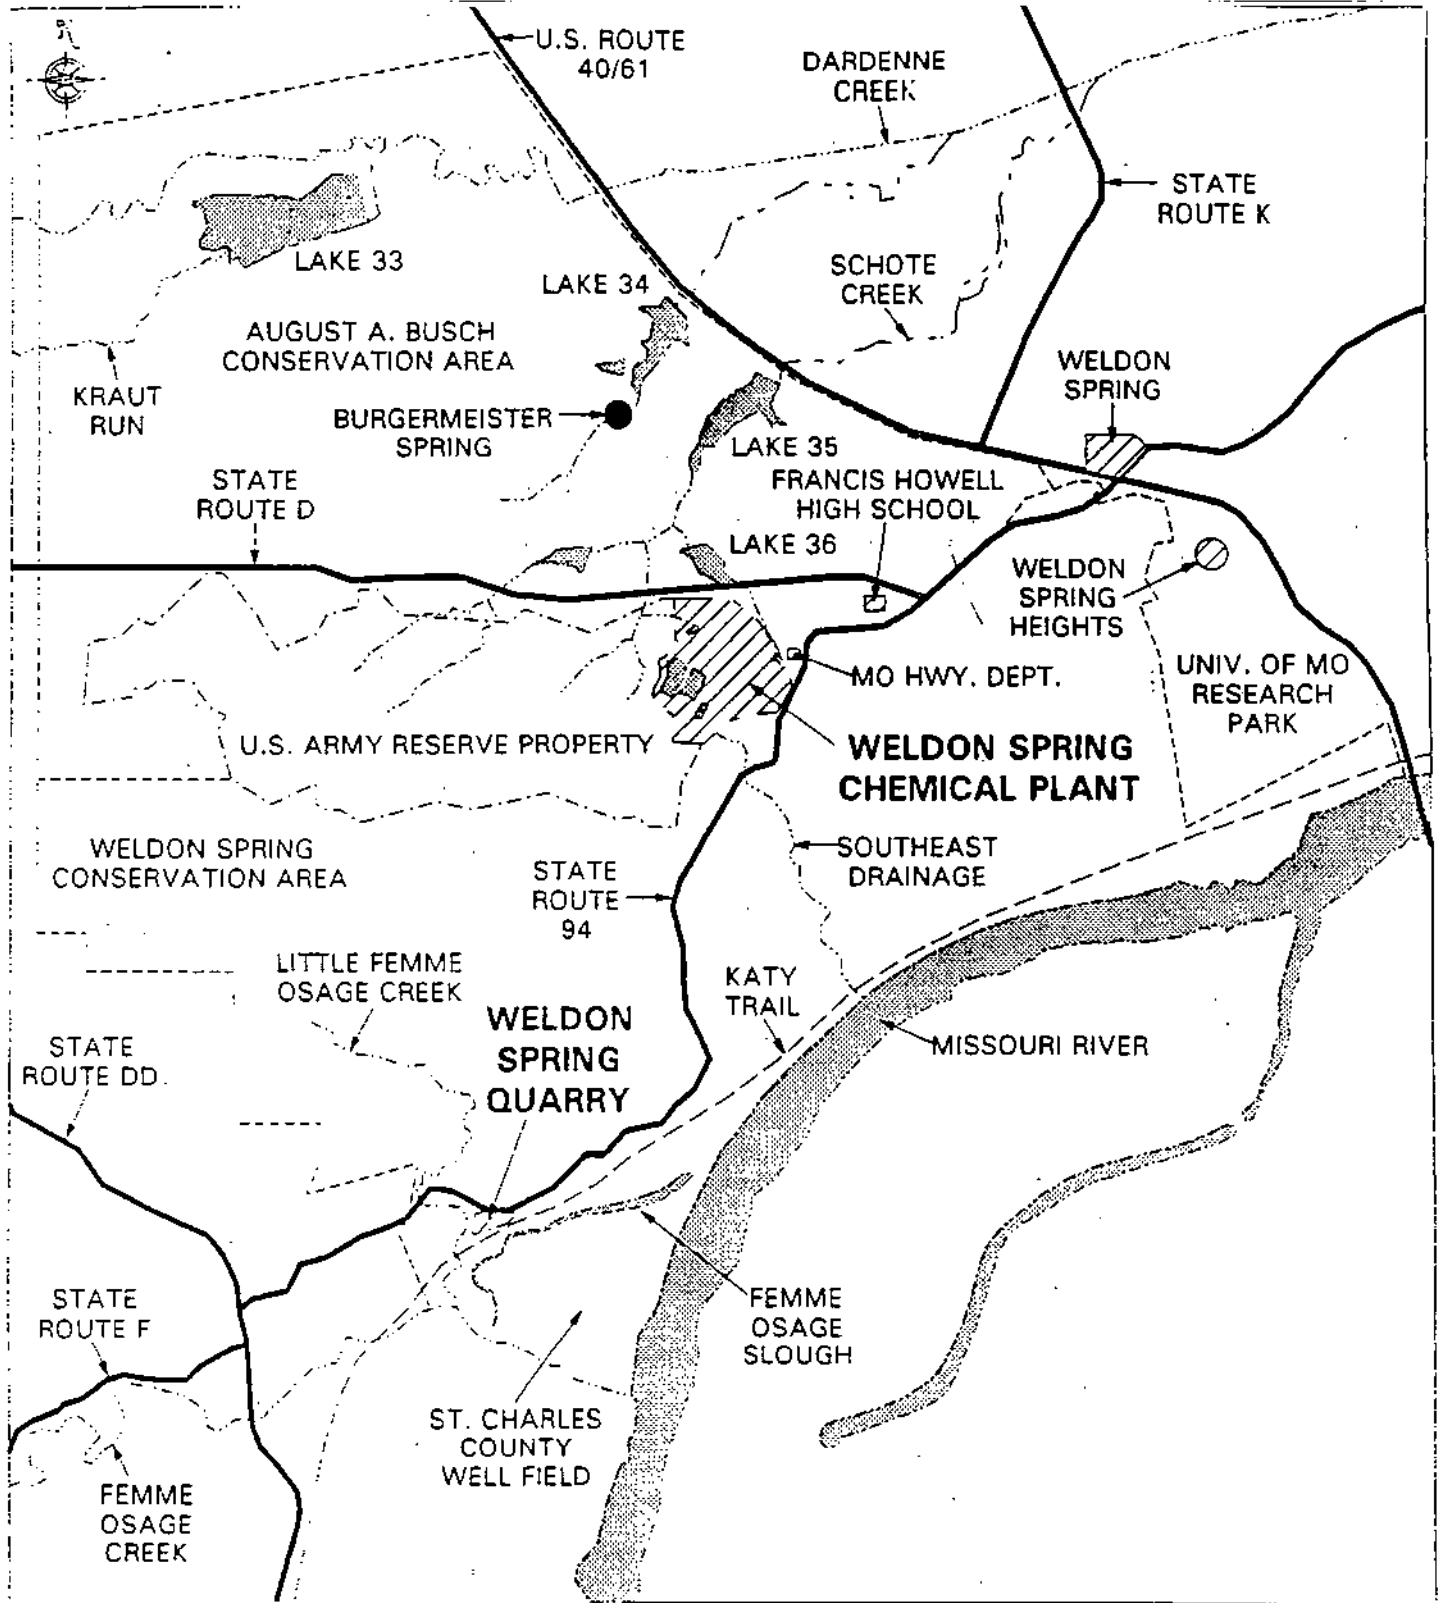 U.S. ROUTE
40/61
DARDENNE
CREEK
STATE
ROUTE K
LAKE 33
LAKE 34
SCHOTE
CREEK
AUGUST A. BUSCH
CONSERVATION AREA
WELDON
SPRING
KRAUT
RUN
BURGERMEISTER
SPRING
LAKE 35
STATE
ROUTE D
FRANCIS HOWELL
HIGH SCHOOL
LAKE 36
WELDON
SPRING
HEIGHTS
MO HWY. DEPT.
UNIV. OF MO
RESEARCH
PARK
U.S. ARMY RESERVE PROPERTY
WELDON SPRING
CHEMICAL PLANT
WELDON SPRING
CONSERVATION AREA
STATE
ROUTE
94
SOUTHEAST
DRAINAGE
LITTLE FEMME
OSAGE CREEK
KATY
TRAIL
WELDON
SPRING
QUARRY
MISSOURI RIVER
STATE
ROUTE DD
STATE
ROUTE F
FEMME
OSAGE
SLOUGH
ST. CHARLES
COUNTY
WELL FIELD
FEMME
OSAGE
CREEK